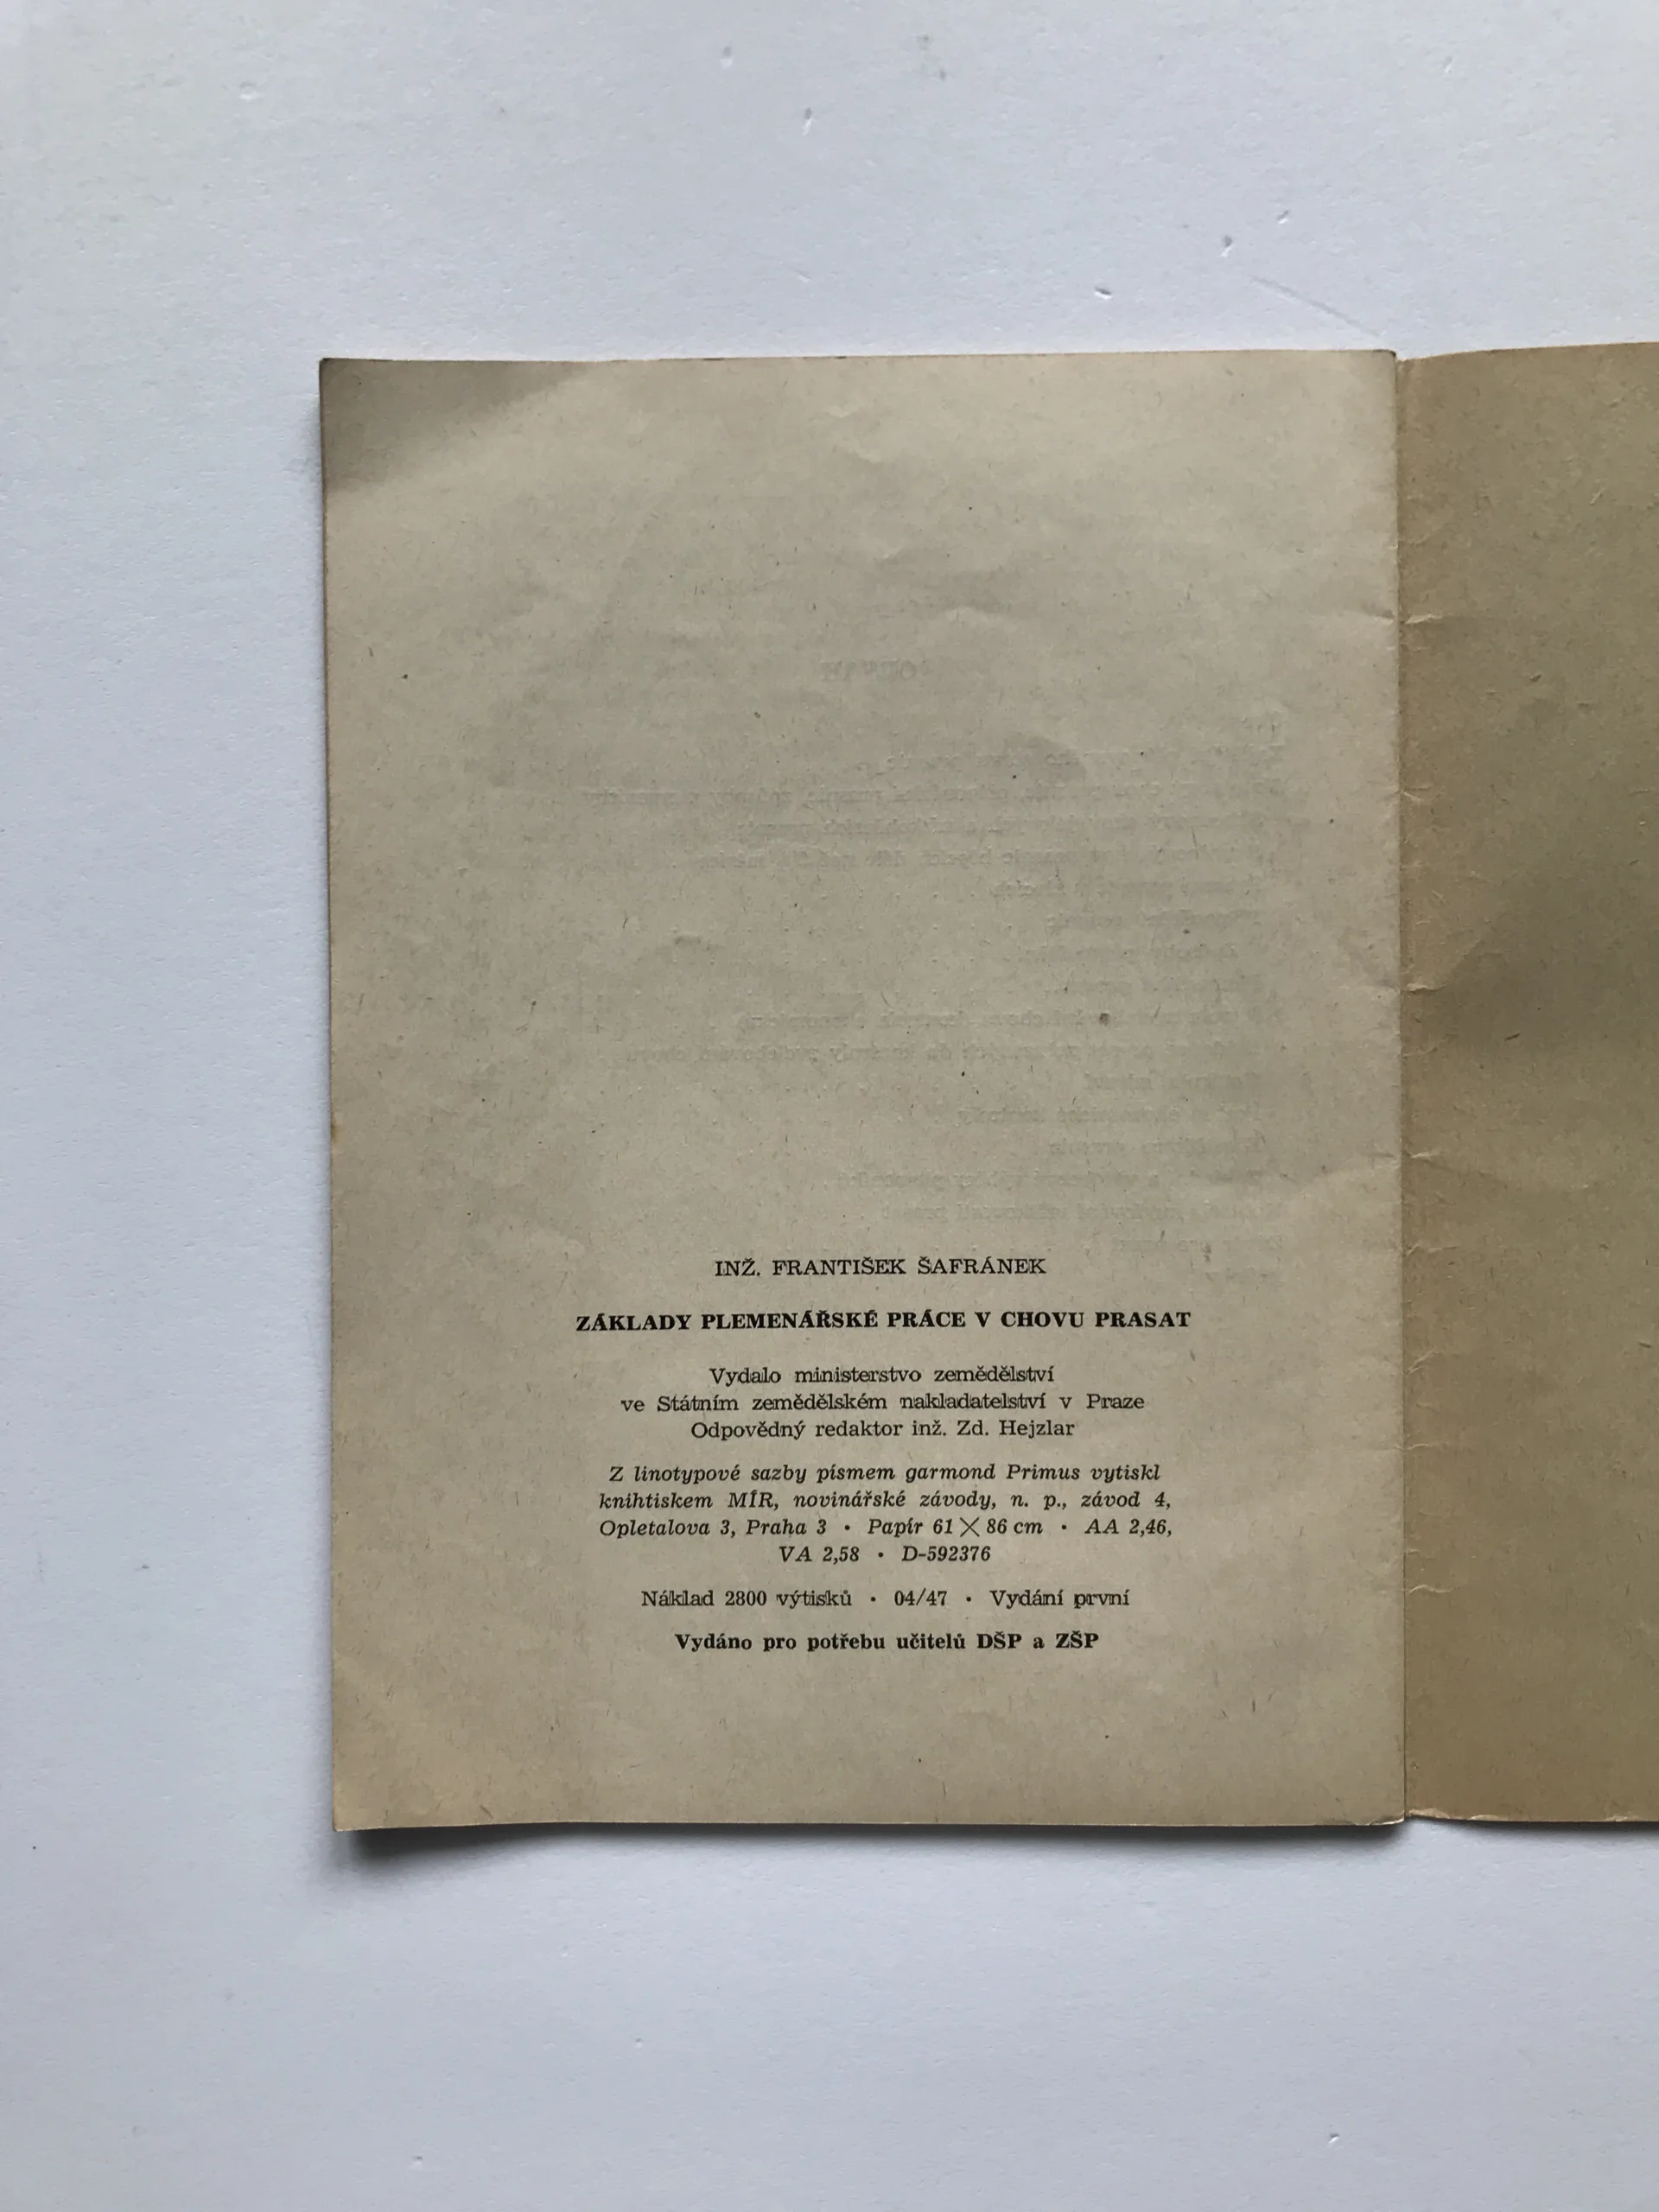 INŽ. FRANTIŠEK ŠAFRÁNEK
ZÁKLADY PLEMENÁŘSKÉ PRÁCE V CHOVU PRASAT
Vydalo ministerstvo zemědělství
ve Státním zemědělském nakladatelství v Praze
Odpovědný redaktor inž. Zd. Hejzlar
Z linotypové sazby písmem garmond Primus vytiskl
knihtiskem MÍR, novinářské závody, n. p., závod 4,
Opletalova 3, Praha 3 • Papír 61 × 86 cm • AA 2,46,
VA 2,58 • D-592376
Náklad 2800 výtisků • 04/47 • Vydání první
Vydáno pro potřebu učitelů DŠP a ZŠP